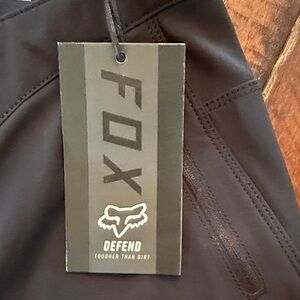 FOX
DEFEND
TOUGHER THAN DIRT